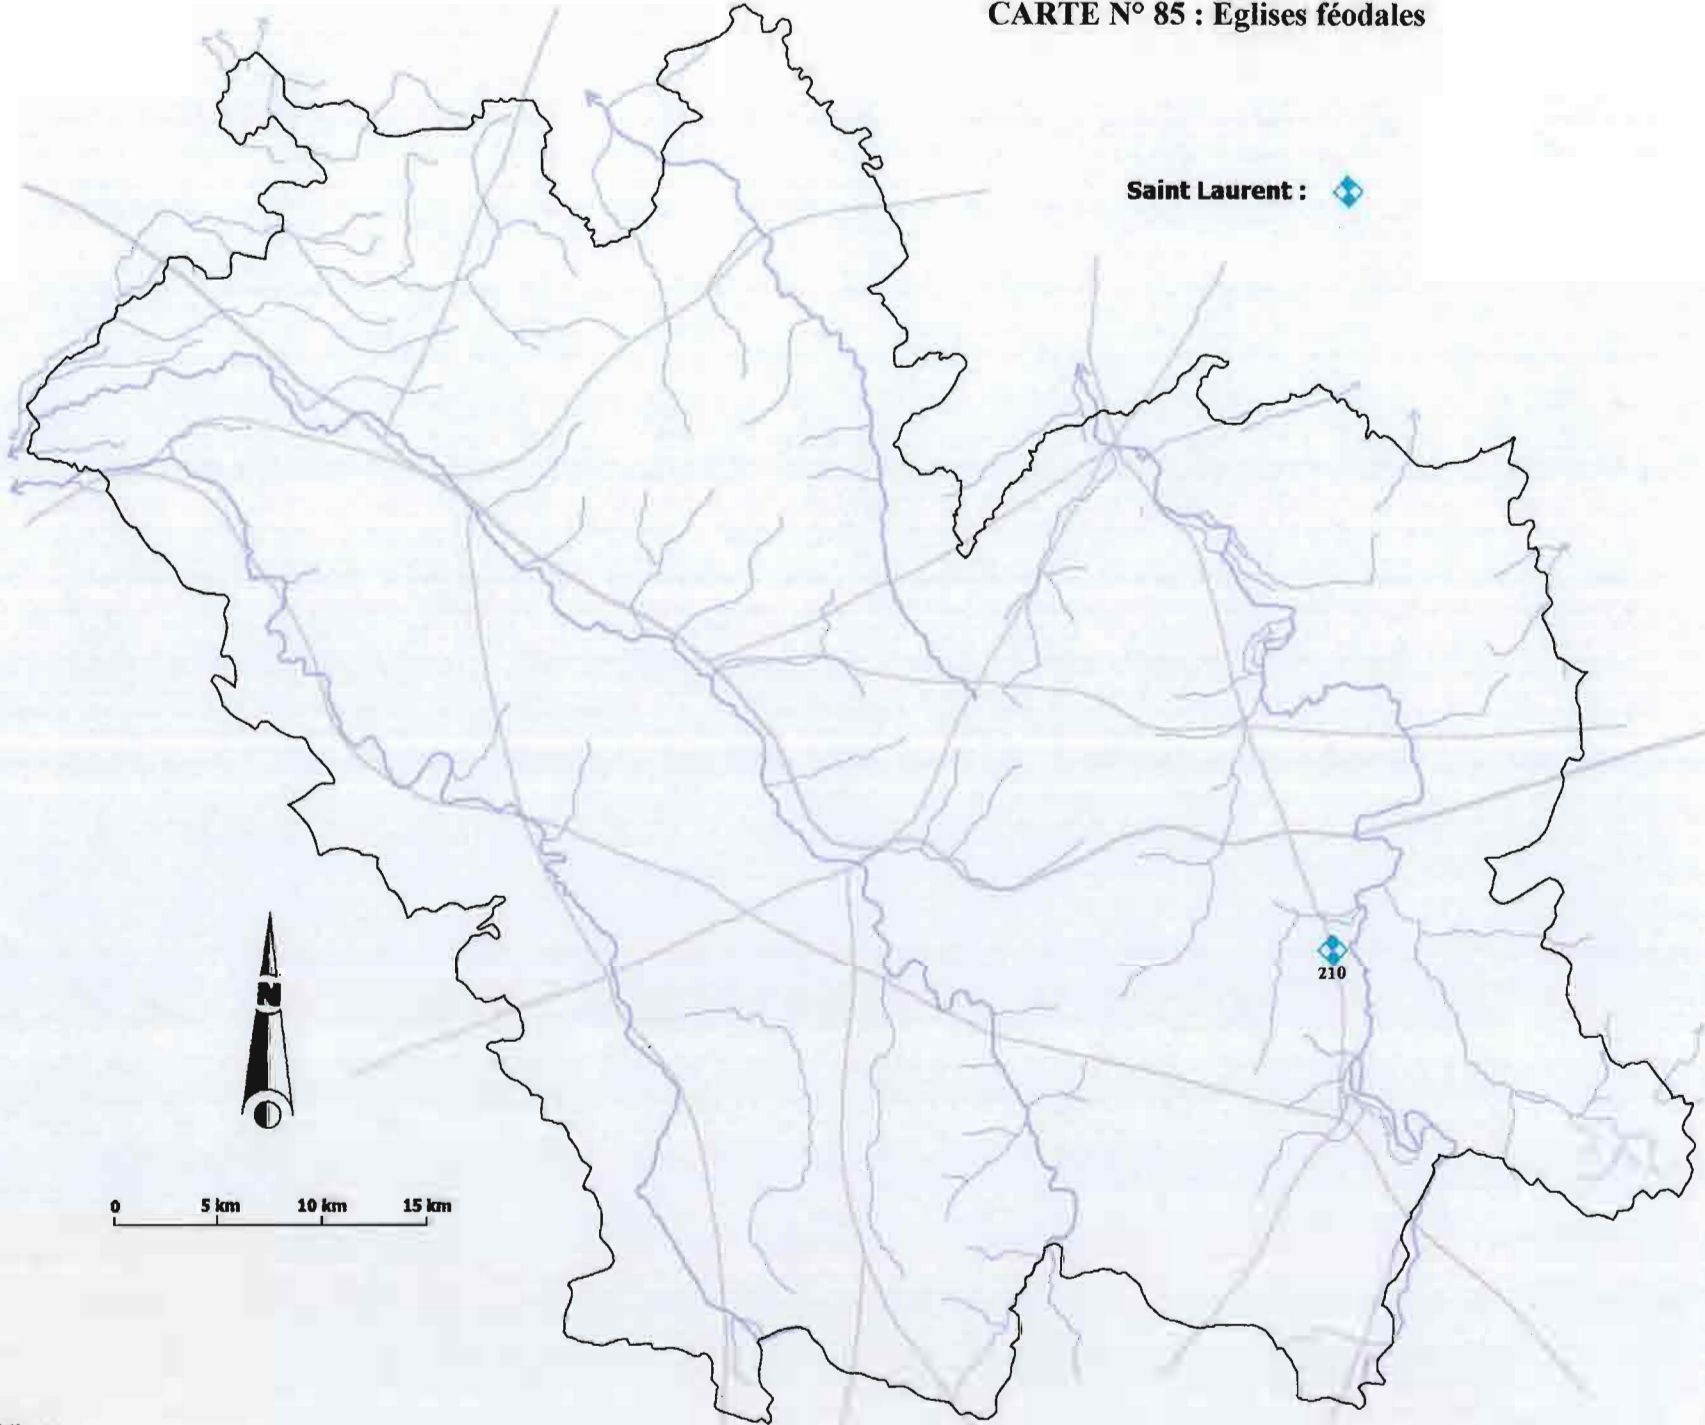 CARTE N° 85 : Eglises féodales
Saint Laurent :
210
N
0 5 km 10 km 15 km